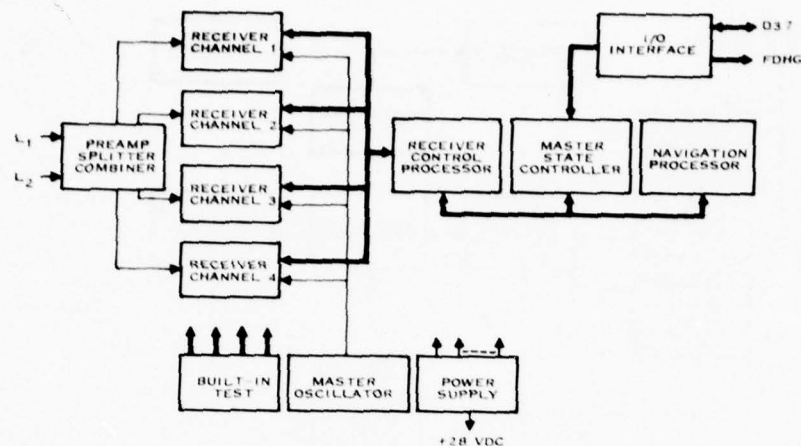 RECEIVER
CHANNEL 1
RECEIVER
CHANNEL 2
RECEIVER
CHANNEL 3
RECEIVER
CHANNEL 4
L1
L2
PREAMP
SPLITTER
COMBINER
I/O
INTERFACE
D37
FDHG
RECEIVER
CONTROL
PROCESSOR
MASTER
STATE
CONTROLLER
NAVIGATION
PROCESSOR
BUILT-IN
TEST
MASTER
OSCILLATOR
POWER
SUPPLY
+28 VDC